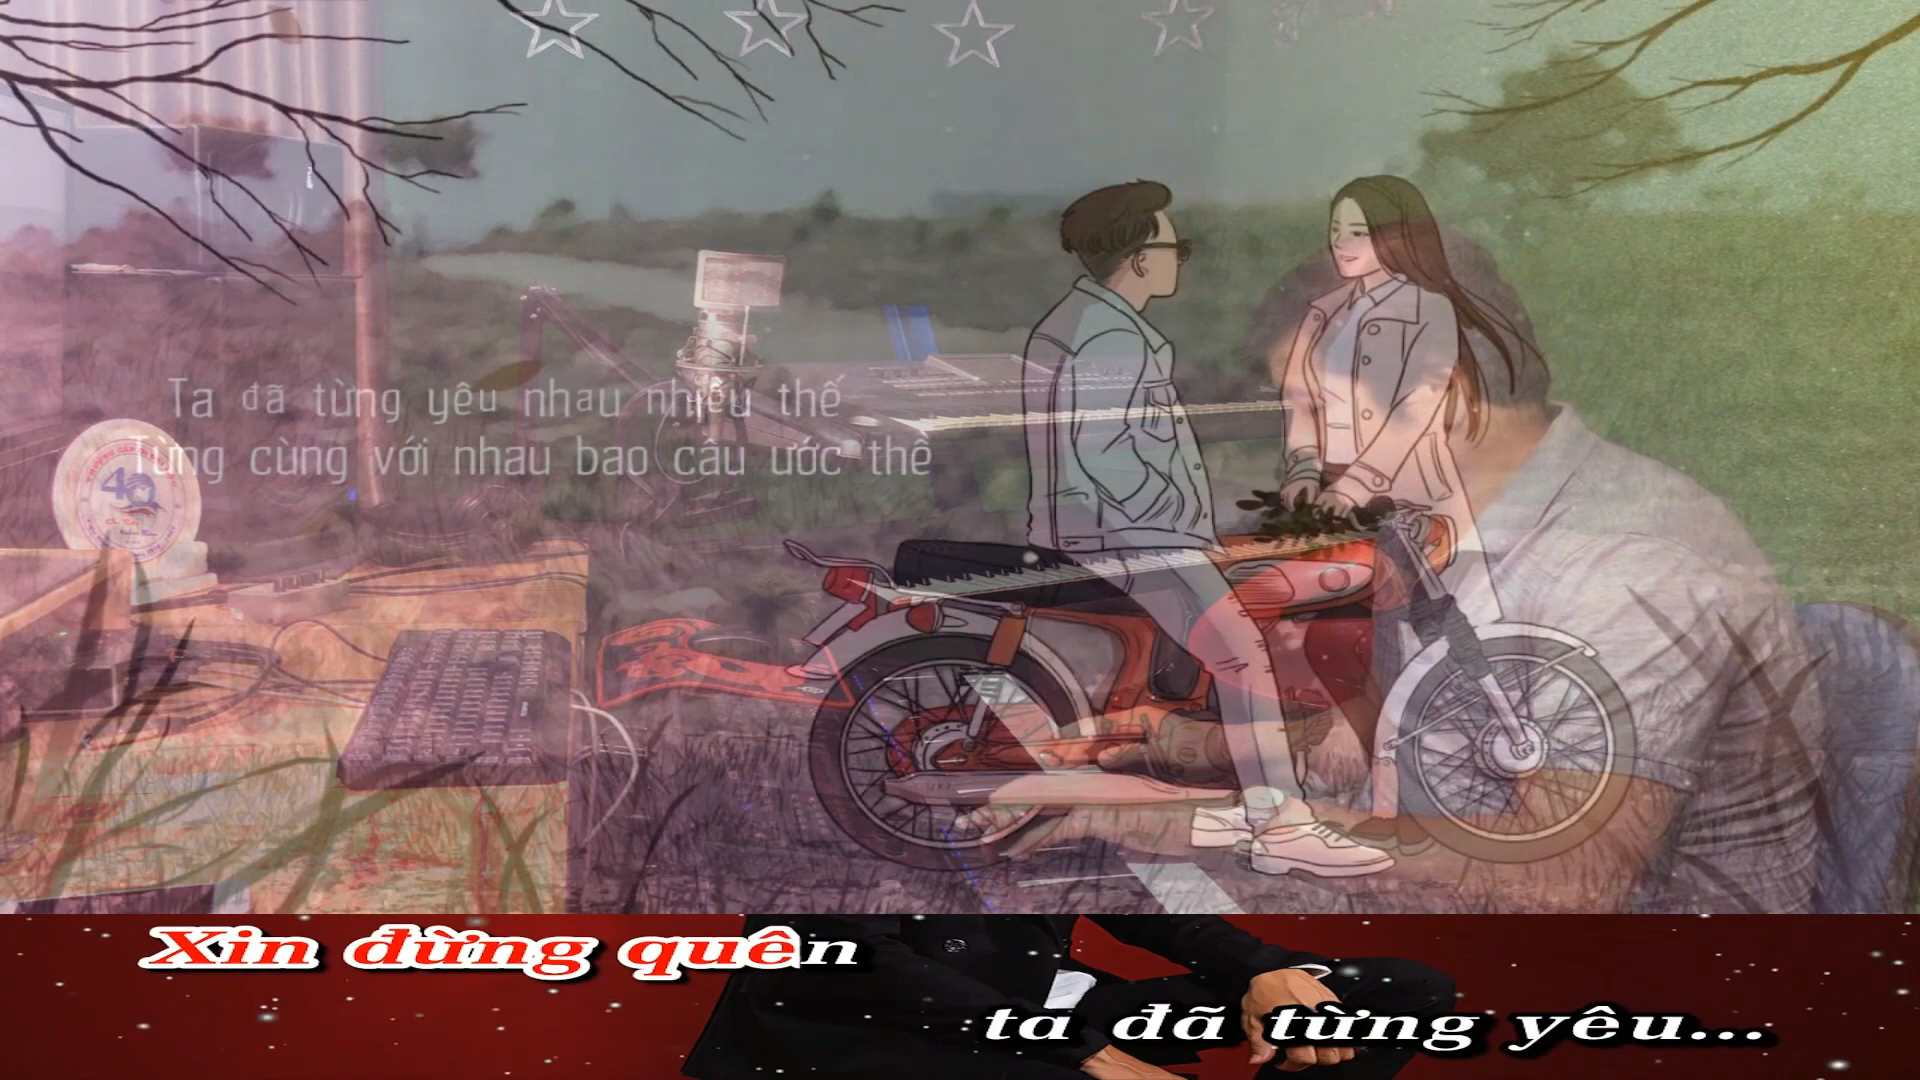 Ta đã từng yêu nhau nhiều thế
Từng cùng với nhau bao câu ước thề
40
Xin đừng quên
ta đã từng yêu...